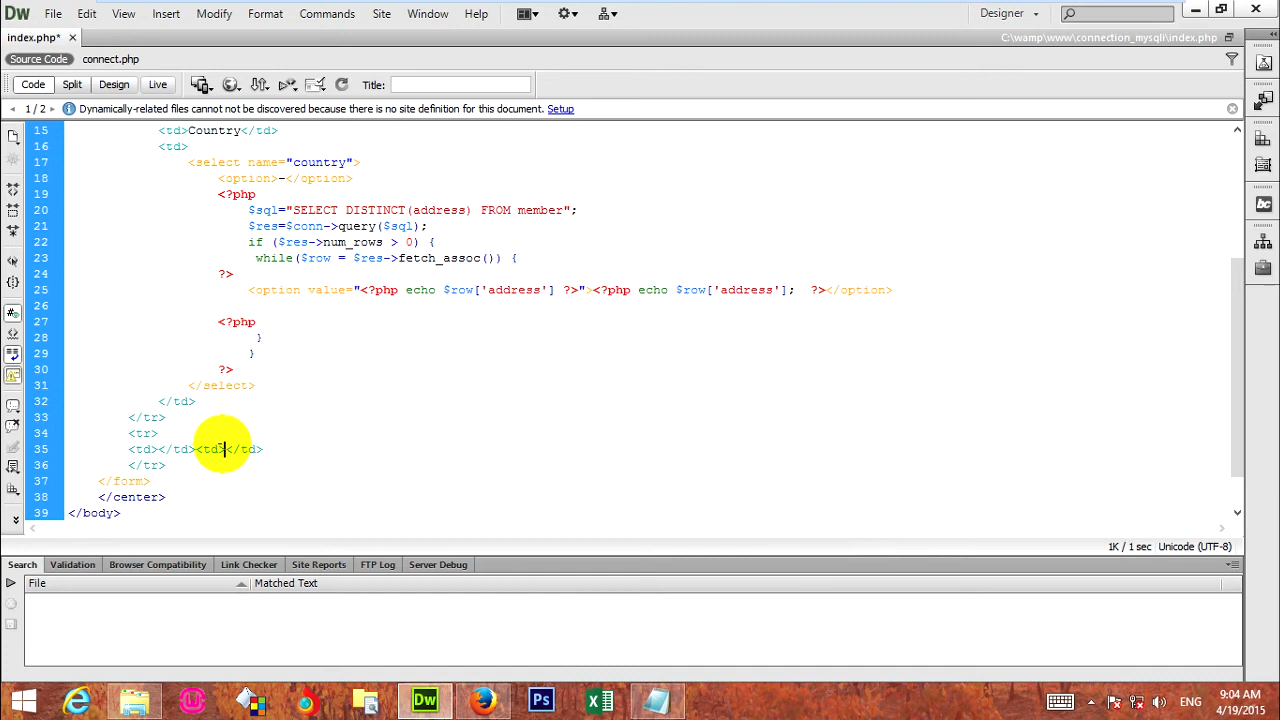 Dw File Edit View Insert Modify Format Commands Site Window Help Designer
index.php* C:\wamp\www\connection_mysqli\index.php
Source Code connect.php
Code Split Design Live Title:
1 / 2 Dynamically-related files cannot not be discovered because there is no site definition for this document. Setup
15 <td>Country</td>
16 <td>
17 <select name="country">
18 <option>-</option>
19 <?php
20 $sql="SELECT DISTINCT(address) FROM member";
21 $res=$conn->query($sql);
22 if ($res->num_rows > 0) {
23 while($row = $res->fetch_assoc()) {
24 ?>
25 <option value="<?php echo $row['address'] ?>"><?php echo $row['address'];  ?></option>
26
27 <?php
28 }
29 }
30 ?>
31 </select>
32 </td>
33 </tr>
34 <tr>
35 <td></td><td></td>
36 </tr>
37 </form>
38 </center>
39 </body>
1K / 1 sec Unicode (UTF-8)
Search Validation Browser Compatibility Link Checker Site Reports FTP Log Server Debug
File Matched Text
Dw Ps ENG 9:04 AM
4/19/2015